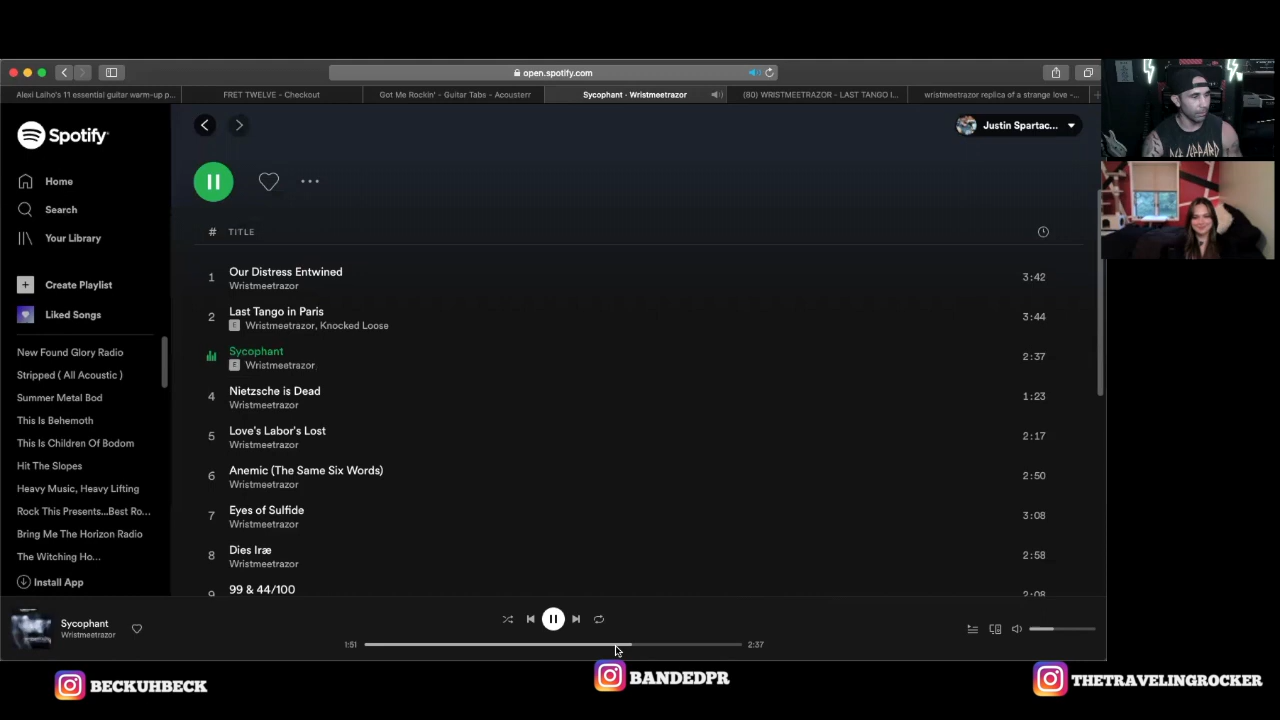 open.spotify.com
Alexi Laiho's 11 essential guitar warm-up p...
FRET TWELVE - Checkout
Got Me Rockin' - Guitar Tabs - Acousterr
Sycophant - Wristmeetrazor
(80) WRISTMEETRAZOR - LAST TANGO I...
wristmeetrazor replica of a strange love -...
Spotify
Justin Spartac...
Home
Search
Your Library
Create Playlist
Liked Songs
New Found Glory Radio
Stripped ( All Acoustic )
Summer Metal Bod
This Is Behemoth
This Is Children Of Bodom
Hit The Slopes
Heavy Music, Heavy Lifting
Rock This Presents...Best Ro...
Bring Me The Horizon Radio
The Witching Ho...
Install App
# TITLE
1 Our Distress Entwined 3:42
Wristmeetrazor
2 Last Tango in Paris 3:44
E Wristmeetrazor, Knocked Loose
Sycophant 2:37
E Wristmeetrazor
4 Nietzsche is Dead 1:23
Wristmeetrazor
5 Love's Labor's Lost 2:17
Wristmeetrazor
6 Anemic (The Same Six Words) 2:50
Wristmeetrazor
7 Eyes of Sulfide 3:08
Wristmeetrazor
8 Dies Iræ 2:58
Wristmeetrazor
9 99 & 44/100 2:08
Sycophant
Wristmeetrazor
1:51 2:37
DEF LEPPARD
BECKUHBECK
BANDEDPR
THETRAVELINGROCKER